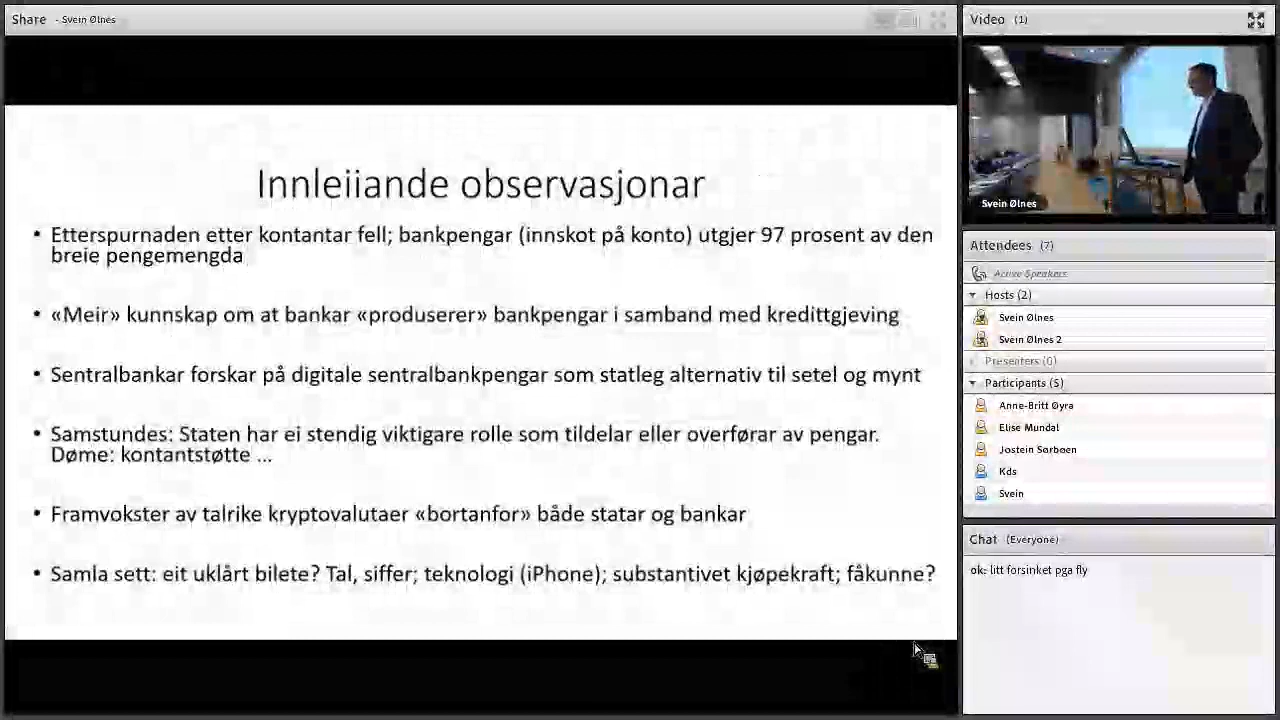 Share - Svein Ølnes
Innleiiande observasjonar
• Etterspurnaden etter kontantar fell; bankpengar (innskot på konto) utgjer 97 prosent av den
breie pengemengda
• «Meir» kunnskap om at bankar «produserer» bankpengar i samband med kredittgjeving
• Sentralbankar forskar på digitale sentralbankpengar som statleg alternativ til setel og mynt
• Samstundes: Staten har ei stendig viktigare rolle som tildelar eller overførar av pengar.
Døme: kontantstøtte ...
• Framvokster av talrike kryptovalutaer «bortanfor» både statar og bankar
• Samla sett: eit uklårt bilete? Tal, siffer; teknologi (iPhone); substantivet kjøpekraft; fåkunne?
Video (1)
Svein Ølnes
Attendees (7)
Active Speakers
Hosts (2)
Svein Ølnes
Svein Ølnes 2
Presenters (0)
Participants (5)
Anne-Britt Øyra
Elise Mundal
Jostein Sørbøen
Kds
Svein
Chat (Everyone)
ok: litt forsinket pga fly